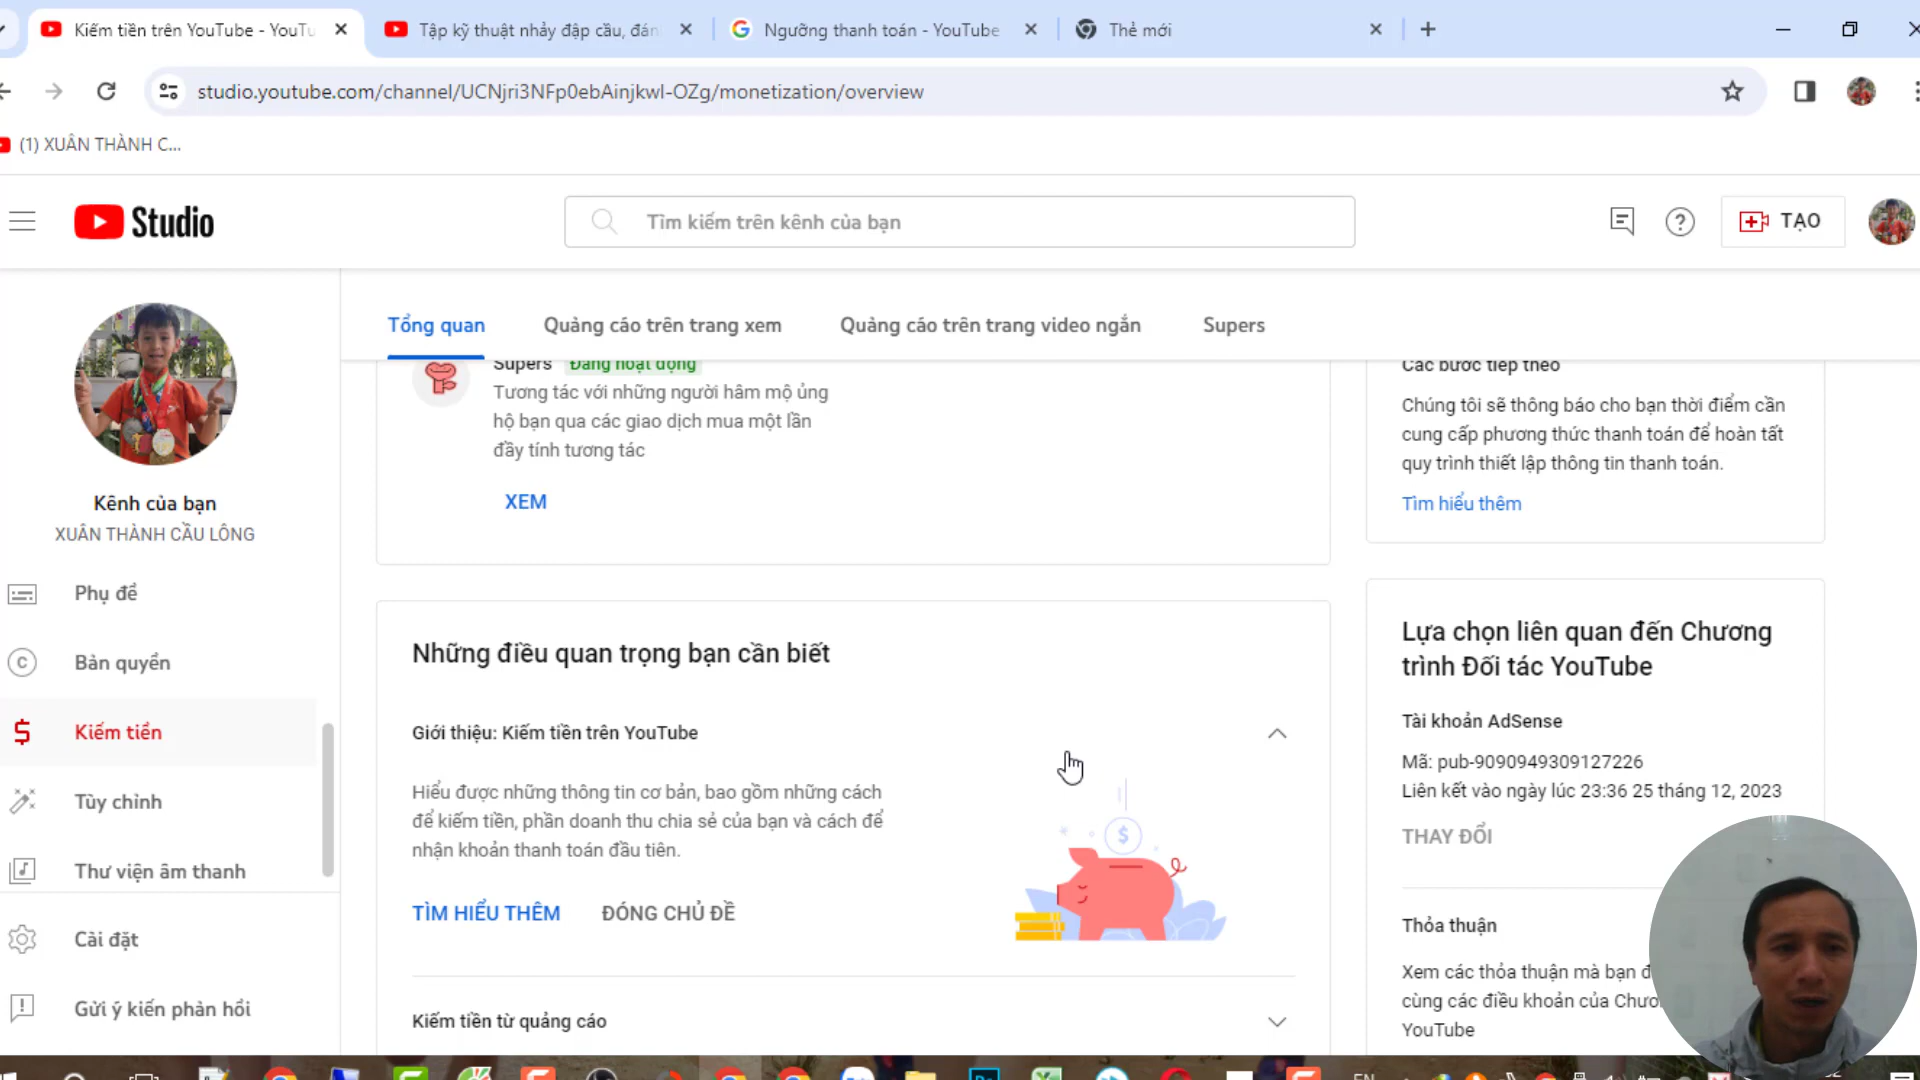 Kiếm tiền trên YouTube - YouTu
Tập kỹ thuật nhảy đập cầu, đán
Ngưỡng thanh toán - YouTube
Thẻ mới
studio.youtube.com/channel/UCNjri3NFp0ebAinjkwI-OZg/monetization/overview
(1) XUÂN THÀNH C...
Studio
Tìm kiếm trên kênh của bạn
TẠO
Tổng quan
Quảng cáo trên trang xem
Quảng cáo trên trang video ngắn
Supers
Kênh của bạn
XUÂN THÀNH CẦU LÔNG
Phụ đề
Bản quyền
Kiếm tiền
Tùy chỉnh
Thư viện âm thanh
Cài đặt
Gửi ý kiến phản hồi
Supers Đang hoạt động
Tương tác với những người hâm mộ ủng
hộ bạn qua các giao dịch mua một lần
đầy tính tương tác
XEM
Những điều quan trọng bạn cần biết
Giới thiệu: Kiếm tiền trên YouTube
Hiểu được những thông tin cơ bản, bao gồm những cách
để kiếm tiền, phần doanh thu chia sẻ của bạn và cách để
nhận khoản thanh toán đầu tiên.
TÌM HIỂU THÊM
ĐÓNG CHỦ ĐỀ
Kiếm tiền từ quảng cáo
Các bước tiếp theo
Chúng tôi sẽ thông báo cho bạn thời điểm cần
cung cấp phương thức thanh toán để hoàn tất
quy trình thiết lập thông tin thanh toán.
Tìm hiểu thêm
Lựa chọn liên quan đến Chương
trình Đối tác YouTube
Tài khoản AdSense
Mã: pub-9090949309127226
Liên kết vào ngày lúc 23:36 25 tháng 12, 2023
THAY ĐỔI
Thỏa thuận
Xem các thỏa thuận mà bạn đ
cùng các điều khoản của Chươ
YouTube